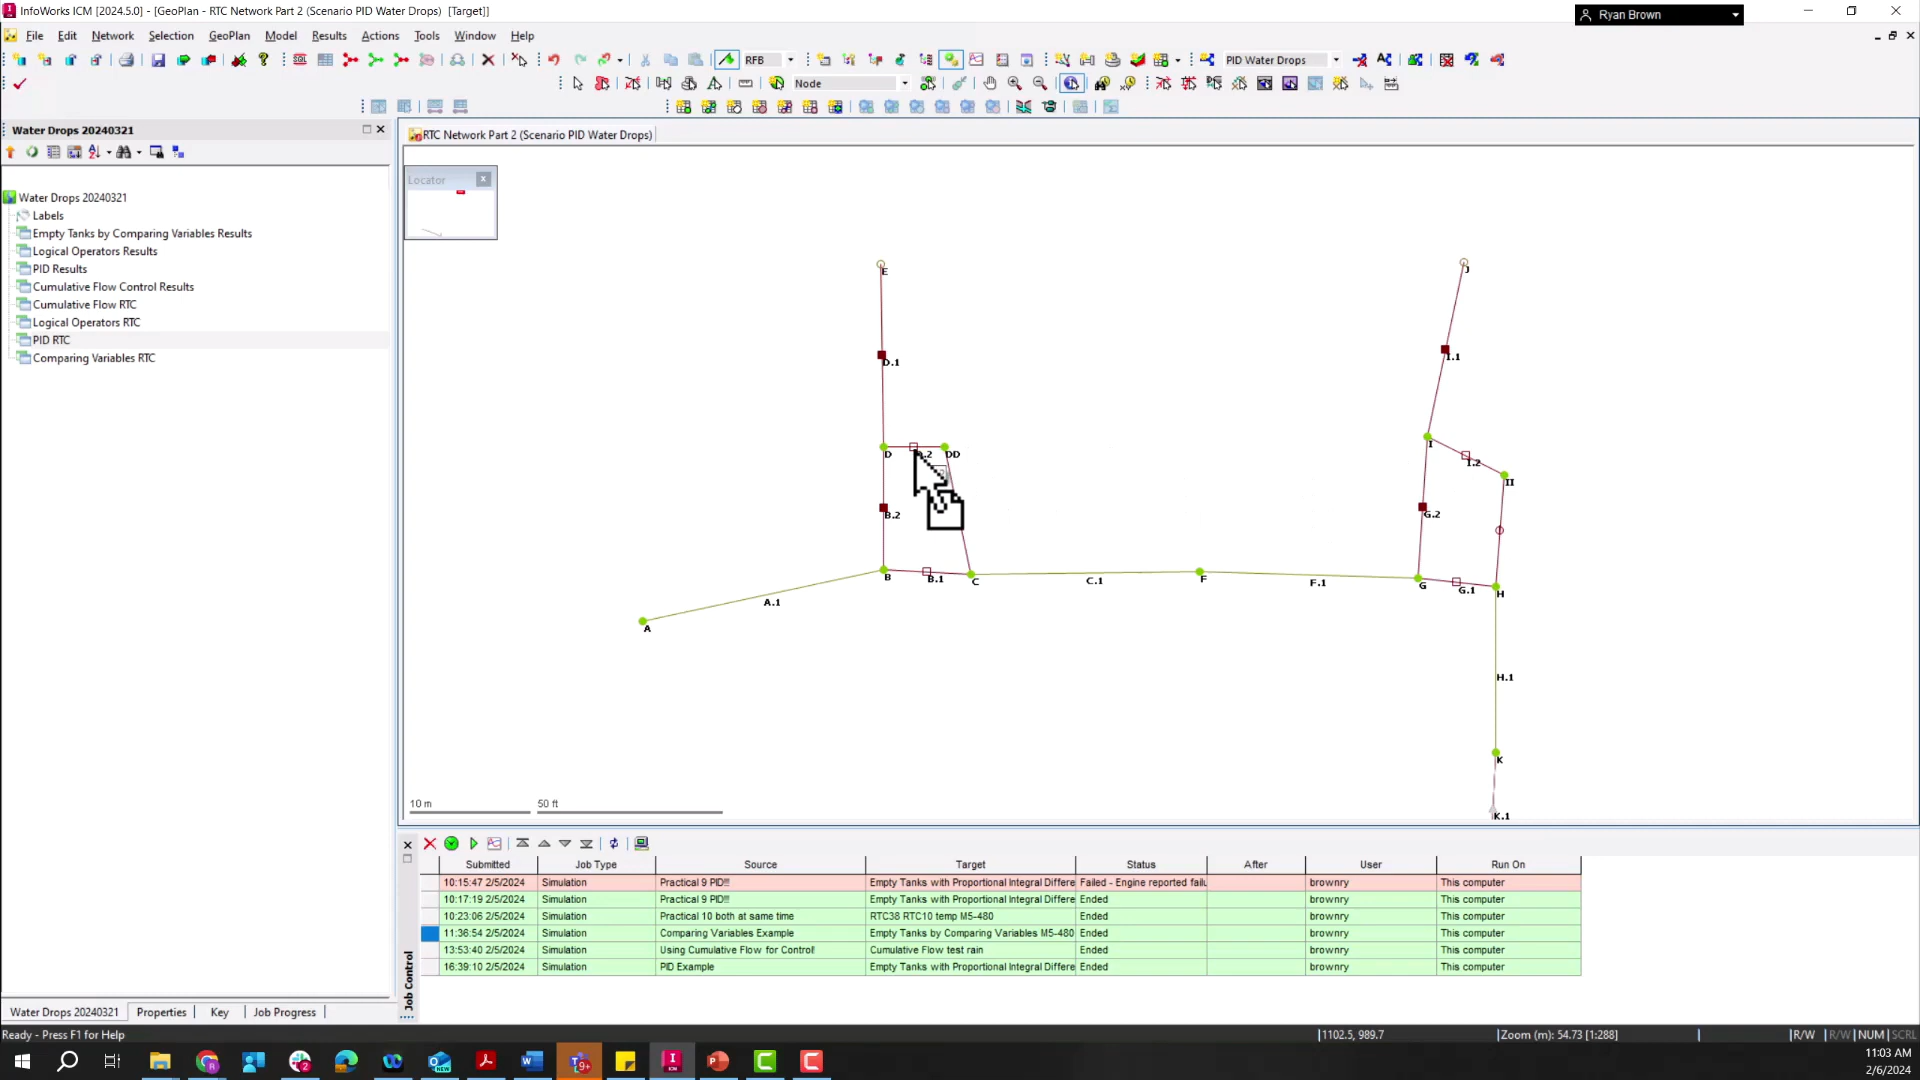 InfoWorks ICM [2024.5.0] - [GeoPlan - RTC Network Part 2 (Scenario PID Water Drops)  [Target]]
Ryan Brown
File Edit Network Selection GeoPlan Model Results Actions Tools Window Help
SQL RFB PID Water Drops
Node
Water Drops 20240321
RTC Network Part 2 (Scenario PID Water Drops)
Locator
Water Drops 20240321
Labels
Empty Tanks by Comparing Variables Results
Logical Operators Results
PID Results
Cumulative Flow Control Results
Cumulative Flow RTC
Logical Operators RTC
PID RTC
Comparing Variables RTC
E
J
D.1
I.1
D
DD
I
I.2
II
B.2
G.2
B
B.1
C
C.1
F
F.1
G
G.1
H
A.1
A
H.1
K
K.1
10 m 50 ft
Job Control
Submitted Job Type Source Target Status After User Run On
10:15:47 2/5/2024 Simulation Practical 9 PID!!! Empty Tanks with Proportional Integral Differe Failed - Engine reported failu brownry This computer
10:17:19 2/5/2024 Simulation Practical 9 PID!!! Empty Tanks with Proportional Integral Differe Ended brownry This computer
10:23:06 2/5/2024 Simulation Practical 10 both at same time RTC38 RTC10 temp M5-480 Ended brownry This computer
11:36:54 2/5/2024 Simulation Comparing Variables Example Empty Tanks by Comparing Variables M5-480 Ended brownry This computer
13:53:40 2/5/2024 Simulation Using Cumulative Flow for Control! Cumulative Flow test rain Ended brownry This computer
16:39:10 2/5/2024 Simulation PID Example Empty Tanks with Proportional Integral Differe Ended brownry This computer
Water Drops 20240321 Properties Key Job Progress
Ready - Press F1 for Help 1102.5, 989.7 Zoom (m): 54.73 [1:288] R/W R/W NUM SCRL
11:03 AM
2/6/2024